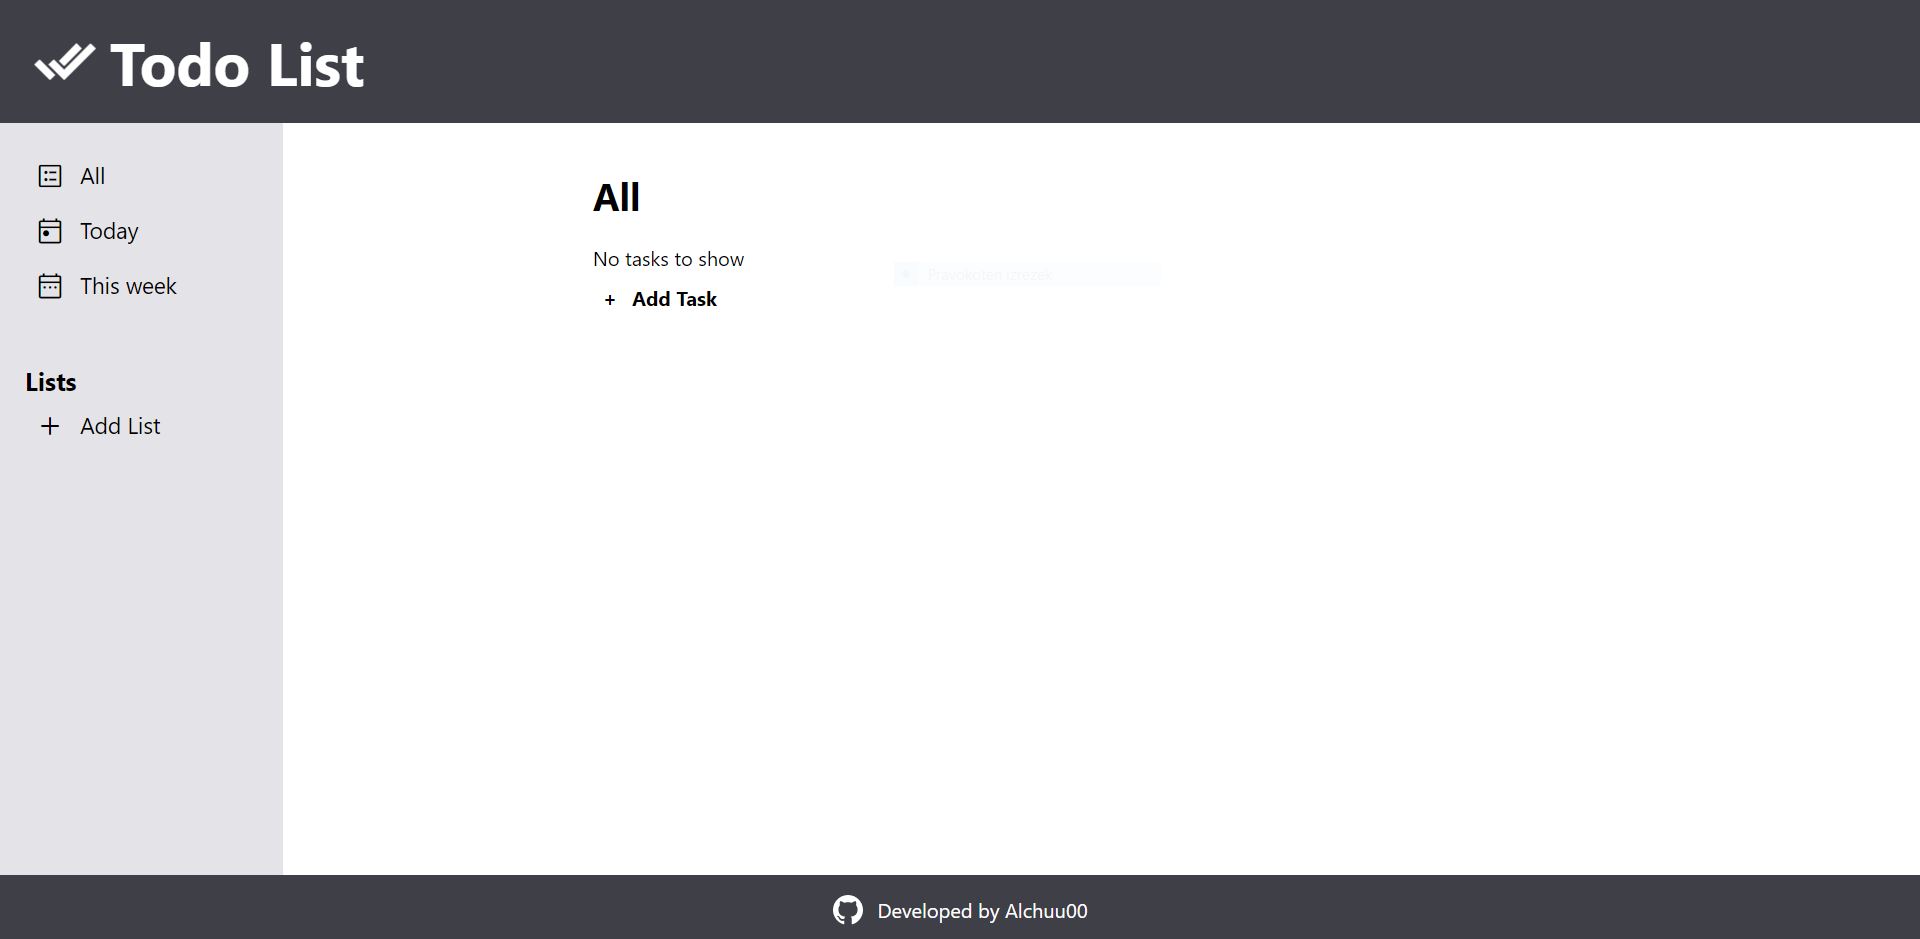 Todo List
All
Today
This week
Lists
+ Add List
All
No tasks to show
Pravokoten izrezek
+ Add Task
Developed by Alchuu00